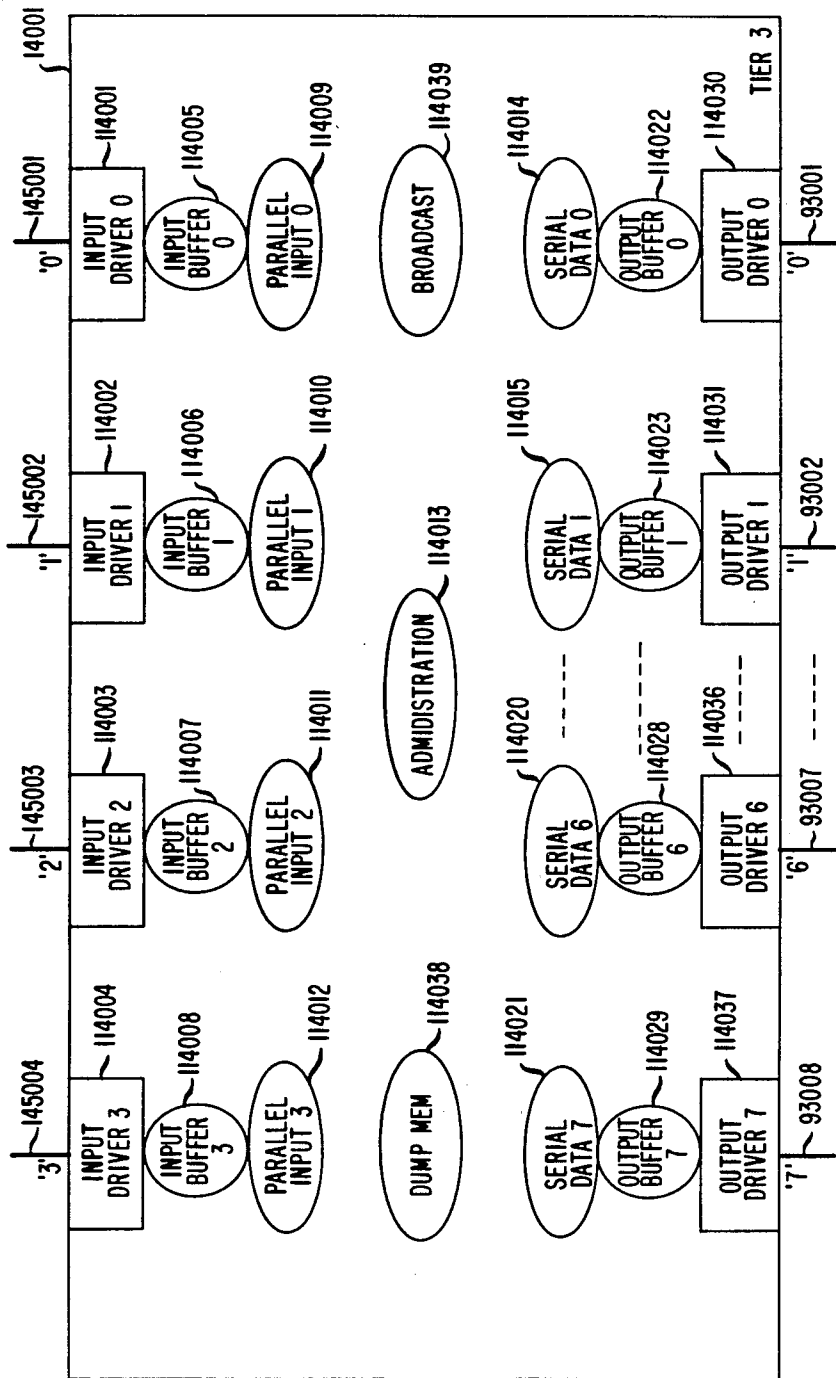 14001
'3' 145004
'2' 145003
'1' 145002
'0' 145001
INPUT
DRIVER 3
114004
INPUT
DRIVER 2
114003
INPUT
DRIVER 1
114002
INPUT
DRIVER 0
114001
INPUT
BUFFER
3
114008
INPUT
BUFFER
2
114007
INPUT
BUFFER
1
114006
INPUT
BUFFER
0
114005
PARALLEL
INPUT 3
114012
PARALLEL
INPUT 2
114011
PARALLEL
INPUT 1
114010
PARALLEL
INPUT 0
114009
DUMP MEM
114038
ADMIDISTRATION
114013
BROADCAST
114039
SERIAL
DATA 7
114021
SERIAL
DATA 6
114020
SERIAL
DATA 1
114015
SERIAL
DATA 0
114014
OUTPUT
BUFFER
7
114029
OUTPUT
BUFFER
6
114028
OUTPUT
BUFFER
1
114023
OUTPUT
BUFFER
0
114022
OUTPUT
DRIVER 7
114037
OUTPUT
DRIVER 6
114036
OUTPUT
DRIVER 1
114031
OUTPUT
DRIVER 0
114030
TIER 3
'7' 93008
'6' 93007
'1' 93002
'0' 93001